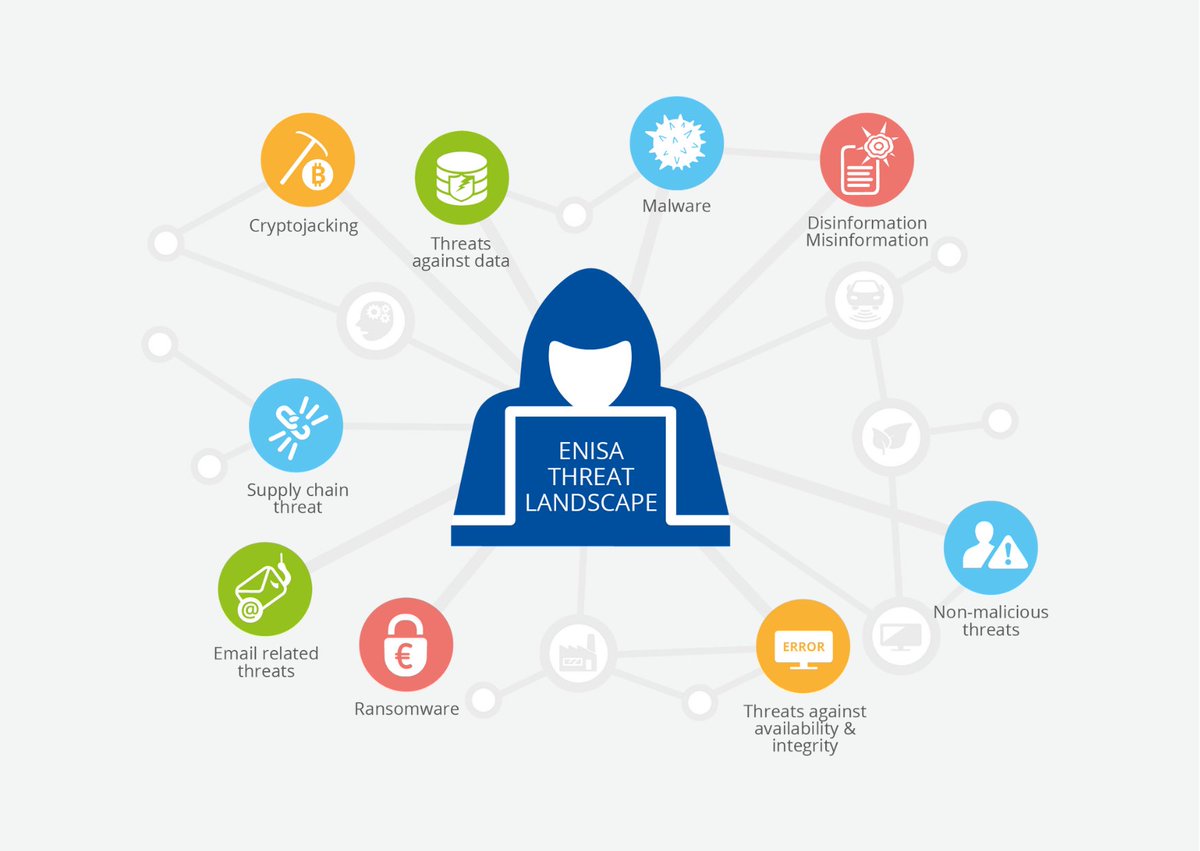 Cryptojacking
Threats
against data
Malware
Disinformation
Misinformation
ENISA
THREAT
LANDSCAPE
Supply chain
threat
Non-malicious
threats
Email related
threats
@
Ransomware
€
ERROR
Threats against
availability &
integrity